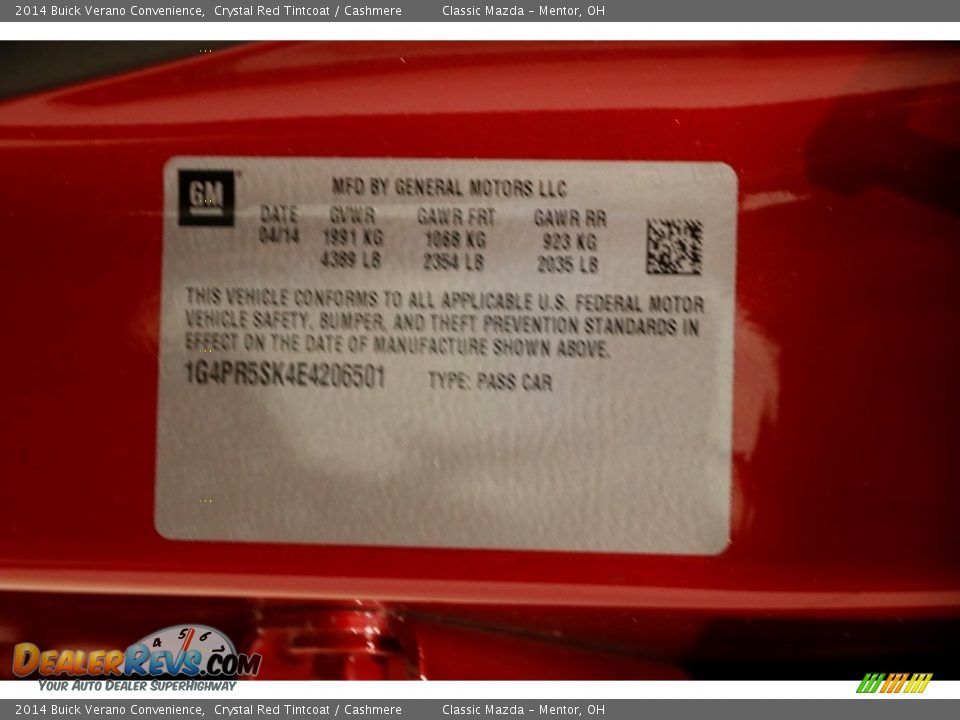 2014 Buick Verano Convenience, Crystal Red Tintcoat / Cashmere Classic Mazda - Mentor, OH
GM
MFD BY GENERAL MOTORS LLC
DATE GVWR GAWR FRT GAWR RR
04/14 1991 KG 1068 KG 923 KG
4389 LB 2354 LB 2035 LB
THIS VEHICLE CONFORMS TO ALL APPLICABLE U.S. FEDERAL MOTOR
VEHICLE SAFETY, BUMPER, AND THEFT PREVENTION STANDARDS IN
EFFECT ON THE DATE OF MANUFACTURE SHOWN ABOVE.
1G4PR5SK4E4206501 TYPE: PASS CAR
4 5 6
DEALERREVS.COM
YOUR AUTO DEALER SUPERHIGHWAY
2014 Buick Verano Convenience, Crystal Red Tintcoat / Cashmere Classic Mazda - Mentor, OH